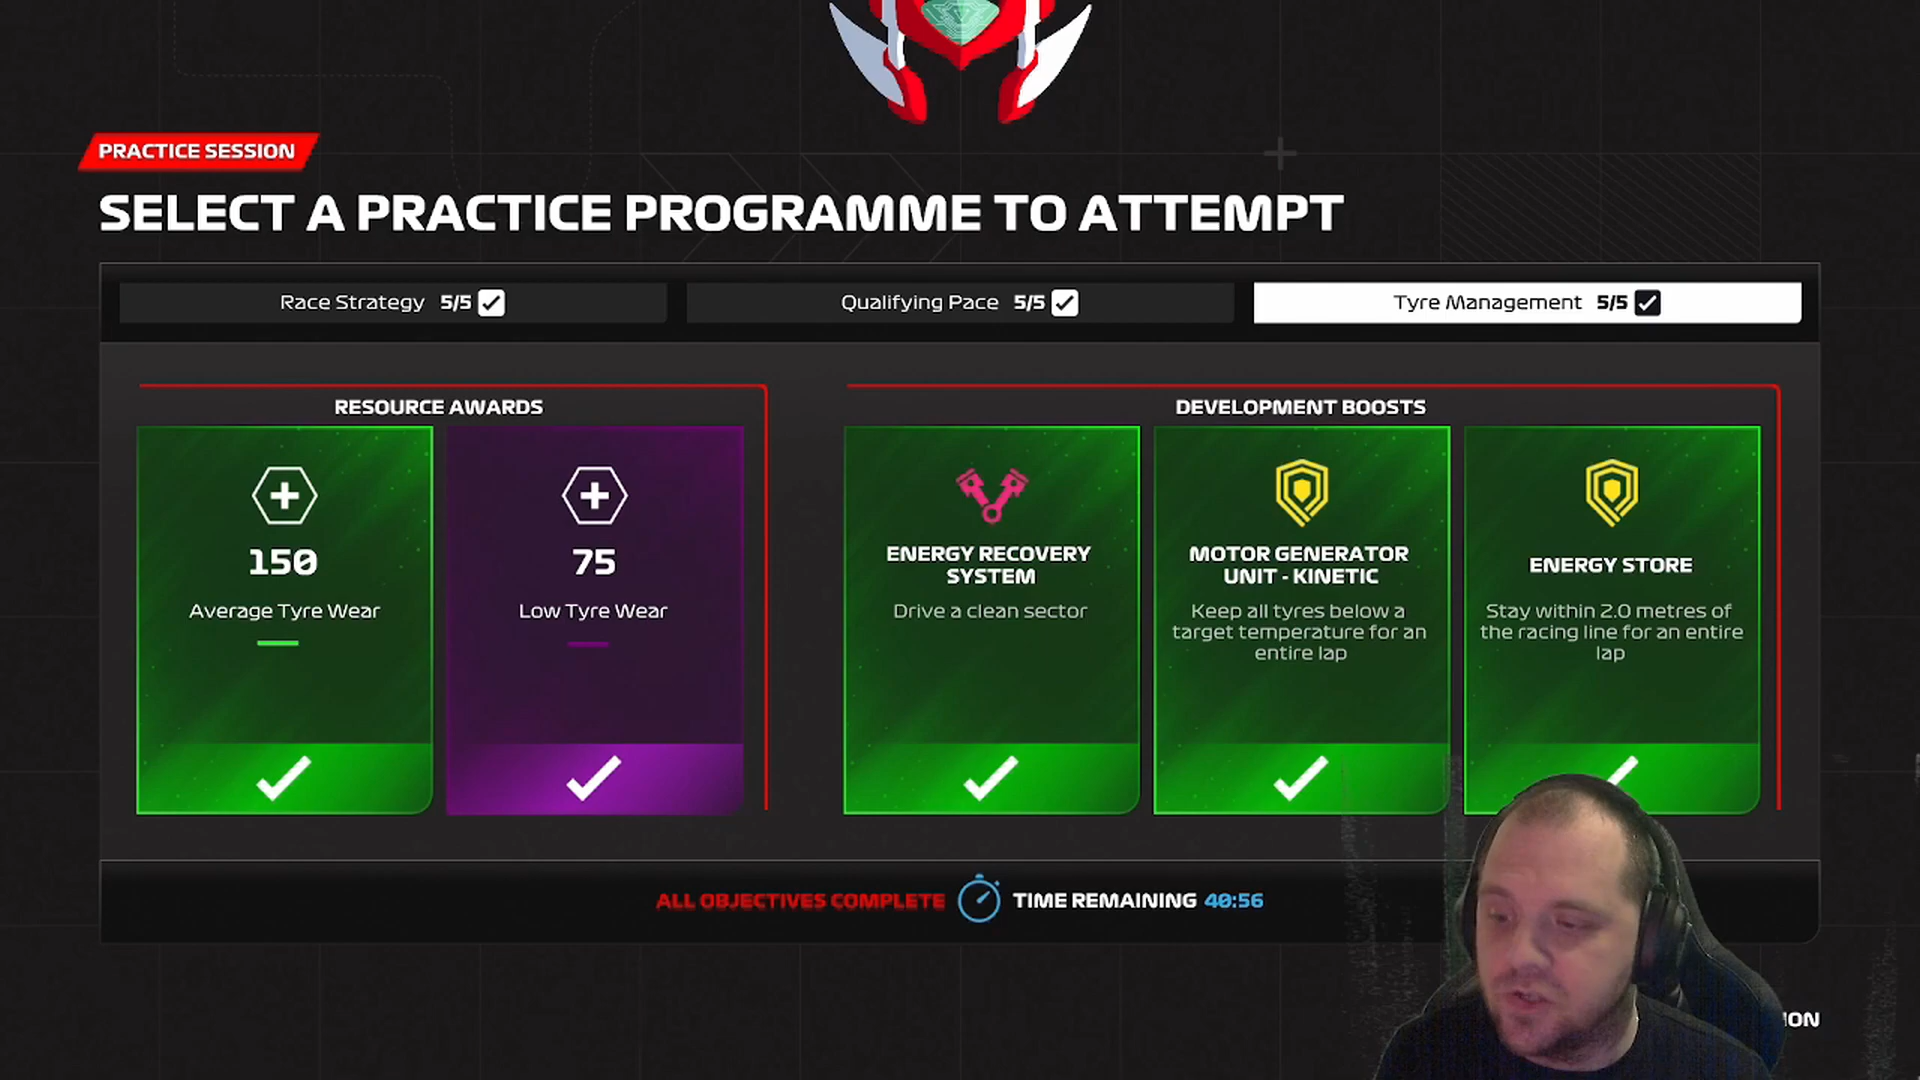 PRACTICE SESSION
SELECT A PRACTICE PROGRAMME TO ATTEMPT
Race Strategy 5/5
Qualifying Pace 5/5
Tyre Management 5/5
RESOURCE AWARDS
150
Average Tyre Wear
75
Low Tyre Wear
DEVELOPMENT BOOSTS
ENERGY RECOVERY
SYSTEM
Drive a clean sector
MOTOR GENERATOR
UNIT - KINETIC
Keep all tyres below a
target temperature for an
entire lap
ENERGY STORE
Stay within 2.0 metres of
the racing line for an entire
lap
ALL OBJECTIVES COMPLETE
TIME REMAINING 40:56